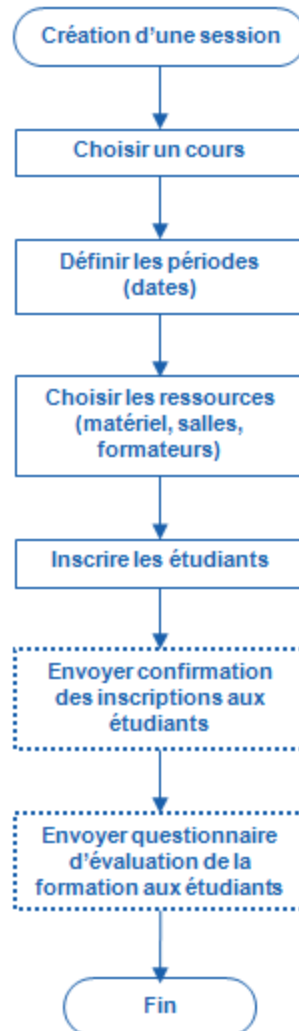 Création d'une session
Choisir un cours
Définir les périodes
(dates)
Choisir les ressources
(matériel, salles,
formateurs)
Inscrire les étudiants
Envoyer confirmation
des inscriptions aux
étudiants
Envoyer questionnaire
d'évaluation de la
formation aux étudiants
Fin